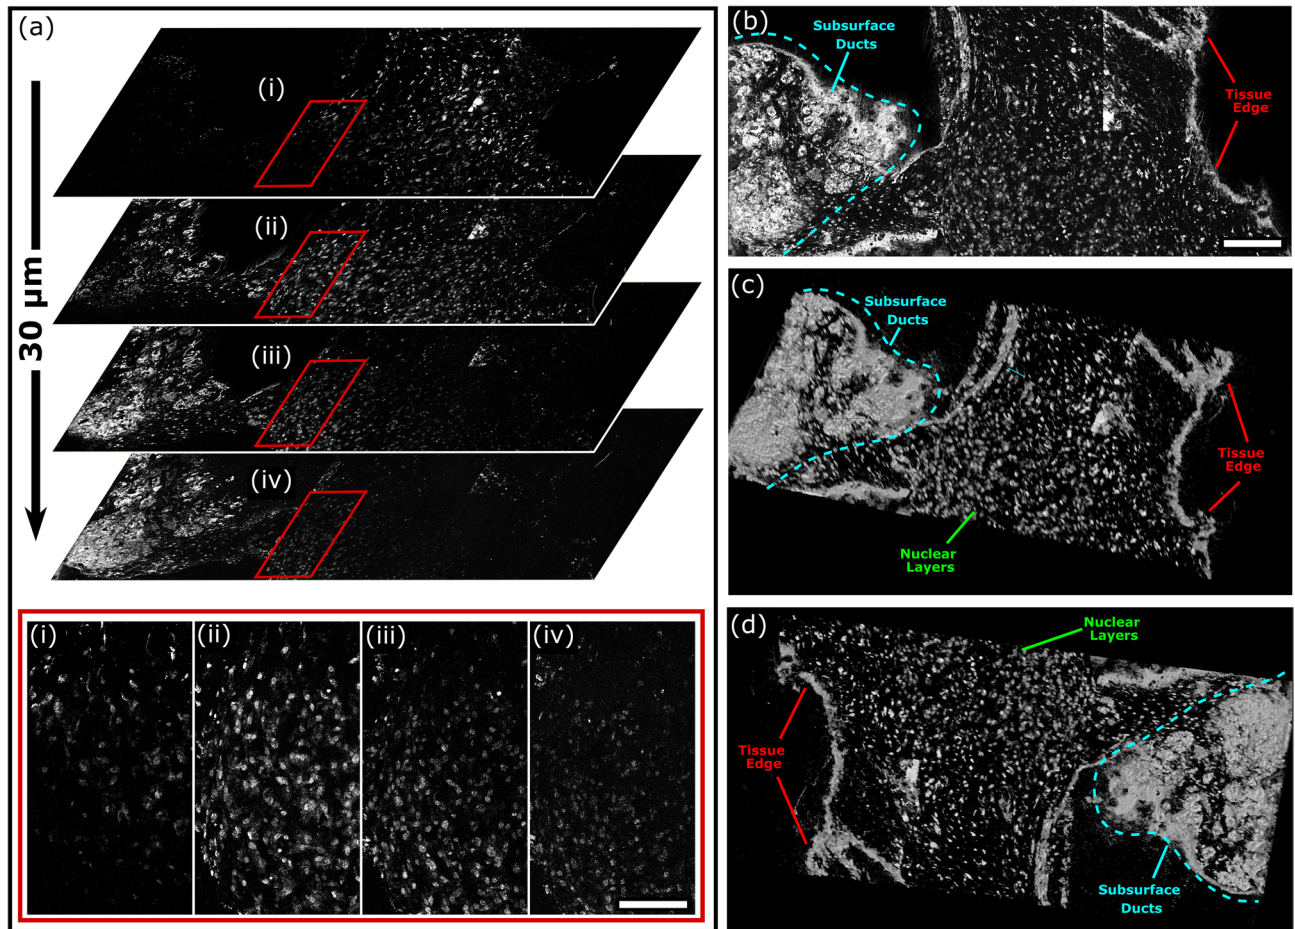 (a)
(i)
(ii)
(iii)
(iv)
30 µm
(i)
(ii)
(iii)
(iv)
(b)
Subsurface
Ducts
Tissue
Edge
(c)
Subsurface
Ducts
Tissue
Edge
Nuclear
Layers
(d)
Nuclear
Layers
Tissue
Edge
Subsurface
Ducts